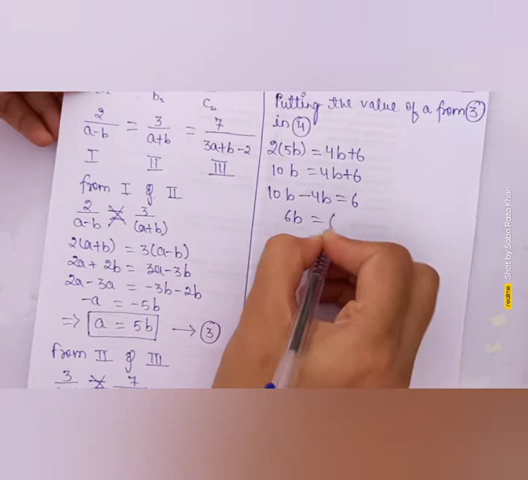 b₂ C₂
2/(a-b) = 3/(a+b) = 7/(3a+b-2)
I II III
from I & II
2/(a-b) 3/(a+b)
2(a+b) = 3(a-b)
2a + 2b = 3a - 3b
2a - 3a = -3b - 2b
-a = -5b
=> a = 5b → 3
from II & III
3 7
Putting the value of a from 3
in 4
2(5b) = 4b+6
10b = 4b+6
10b - 4b = 6
6b =
realme Shot by Saba Raza Khan